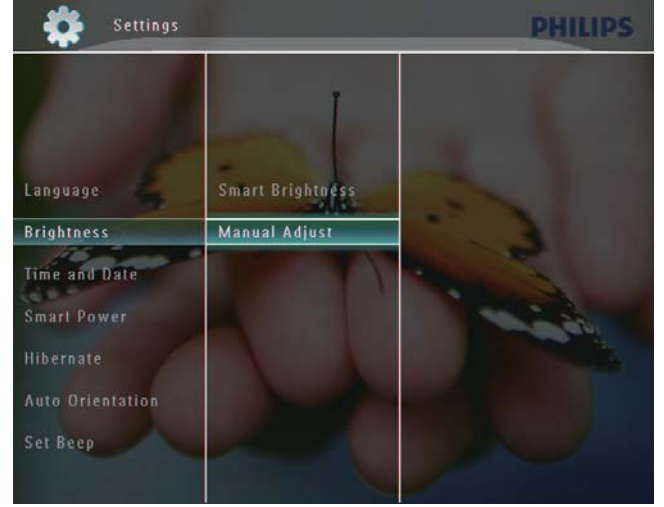 Settings
PHILIPS
Language
Smart Brightness
Brightness
Manual Adjust
Time and Date
Smart Power
Hibernate
Auto Orientation
Set Beep